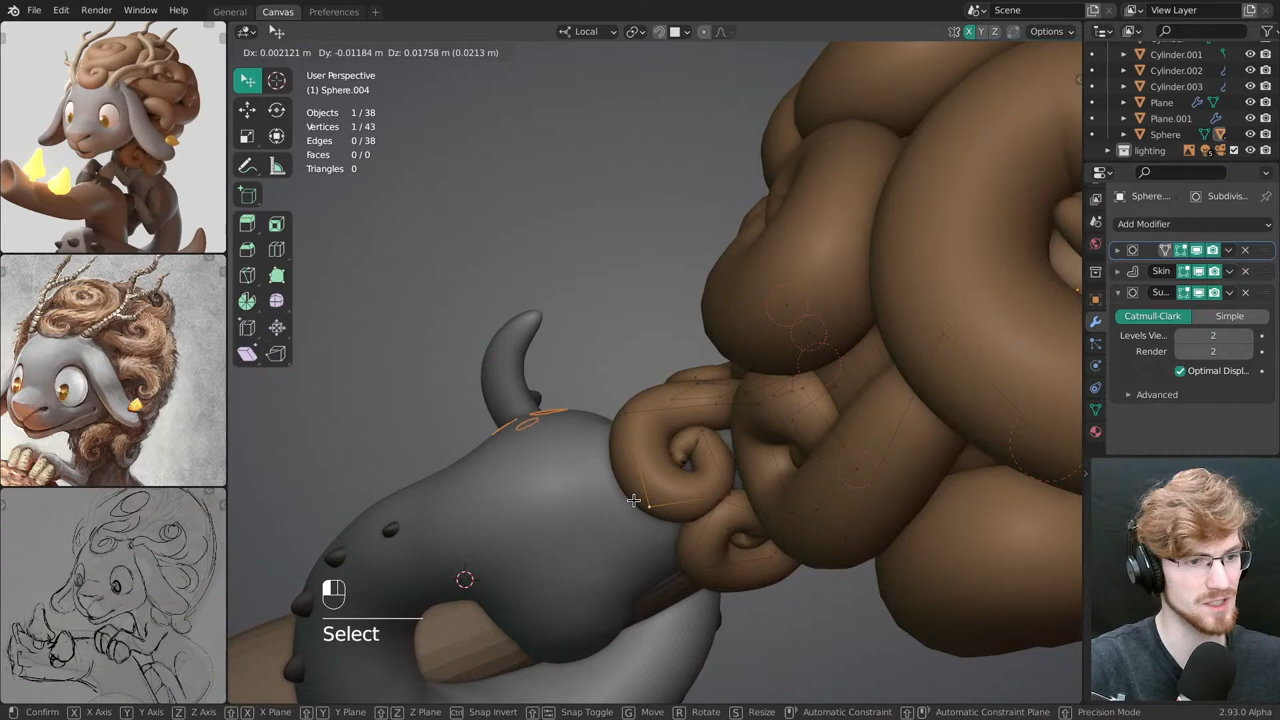 File Edit Render Window Help General Canvas Preferences + Scene View Layer
Local Options
X Y Z
Dx: 0.002121 m Dy: -0.01184 m Dz: 0.01758 m (0.0213 m)
User Perspective
(1) Sphere.004
Objects 1 / 38
Vertices 1 / 43
Edges 0 / 38
Faces 0 / 0
Triangles 0
Cylinder.001
Cylinder.002
Cylinder.003
Plane
Plane.001
Sphere
lighting
Sphere... Subdivis...
Add Modifier
Skin
Su...
Catmull-Clark Simple
Levels Vie... 2
Render 2
Optimal Displ...
Advanced
Select
Confirm X X Axis Y Y Axis Z Z Axis X X Plane Y Y Plane Z Z Plane Ctrl Snap Invert Snap Toggle G Move R Rotate S Resize Automatic Constraint Automatic Constraint Plane Precision Mode 2.93.0 Alpha